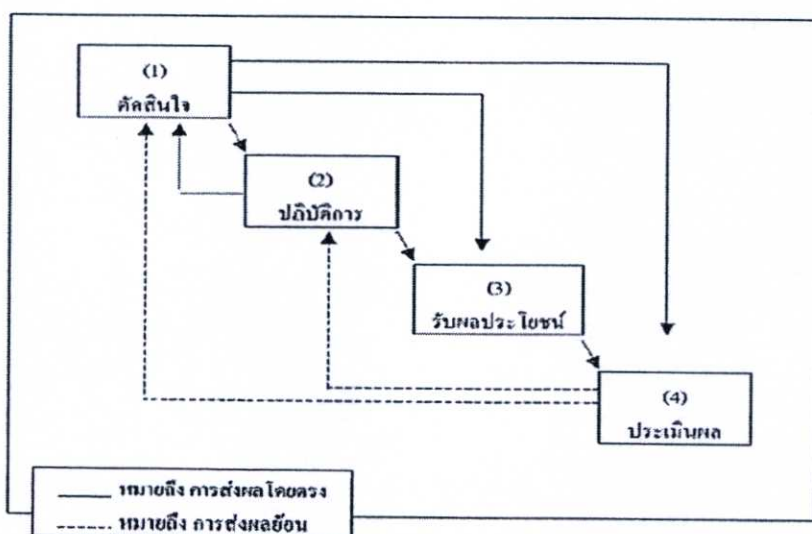 (1)
ตัดสินใจ
(2)
ปฏิบัติการ
(3)
รับผลประโยชน์
(4)
ประเมินผล
หมายถึง การส่งผลโดยตรง
หมายถึง การส่งผลย้อน